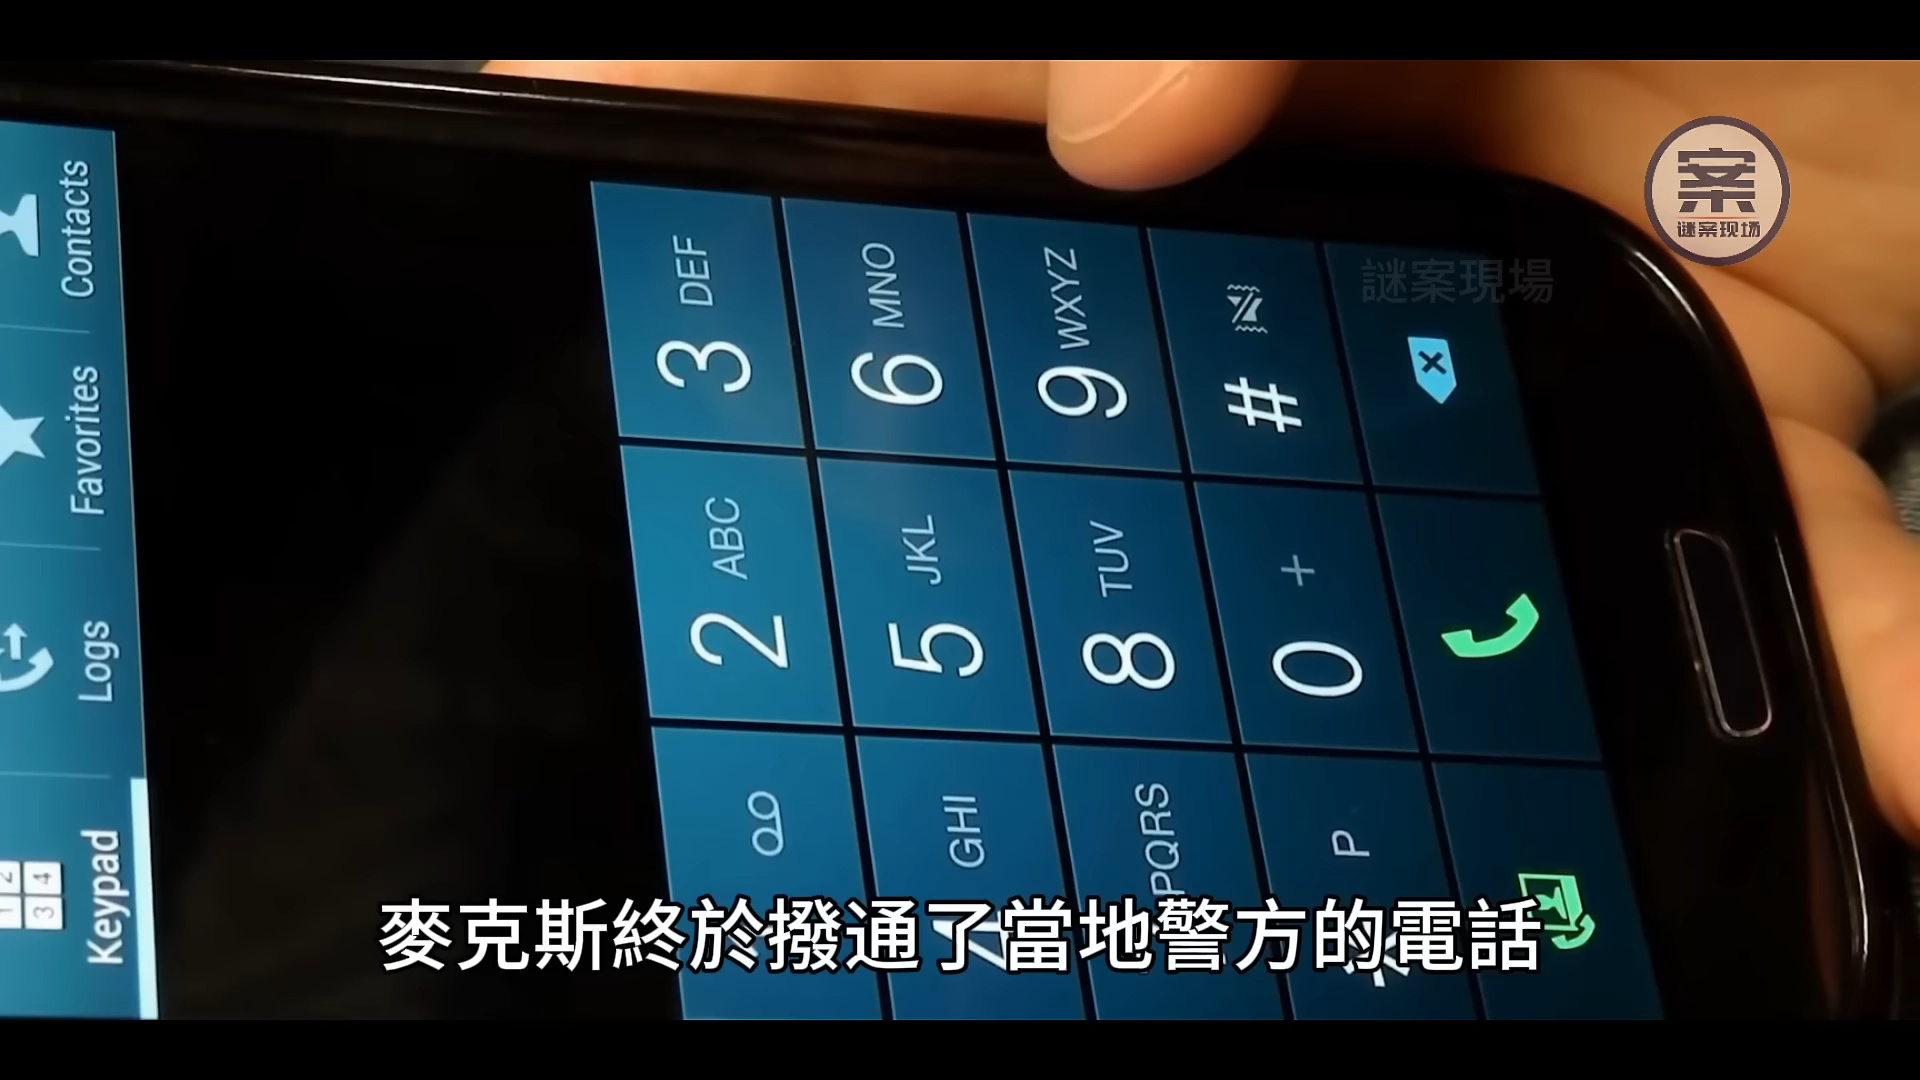 案
谜案现场
謎案現場
Contacts
Favorites
Logs
Keypad
3 DEF
6 MNO
9 WXYZ
#
2 ABC
5 JKL
8 TUV
0 +
GHI
4
PQRS
P
*
麥克斯終於撥通了當地警方的電話